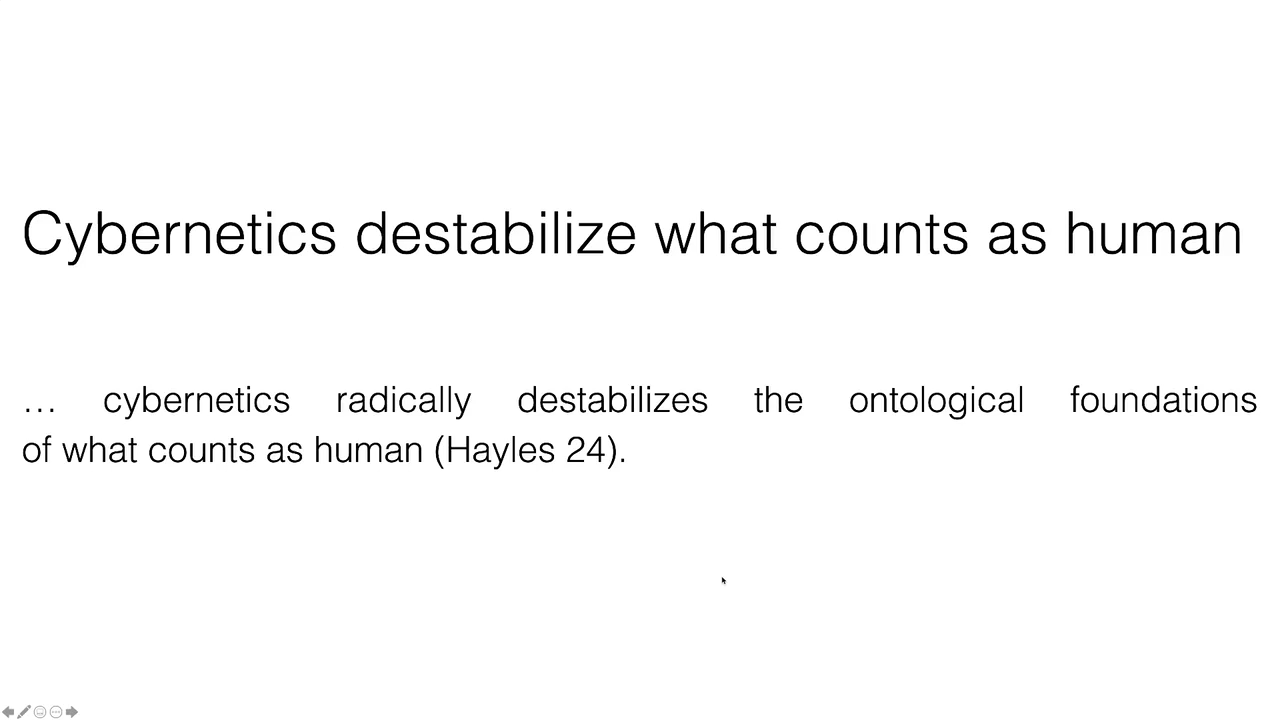 Cybernetics destabilize what counts as human
… cybernetics radically destabilizes the ontological foundations
of what counts as human (Hayles 24).